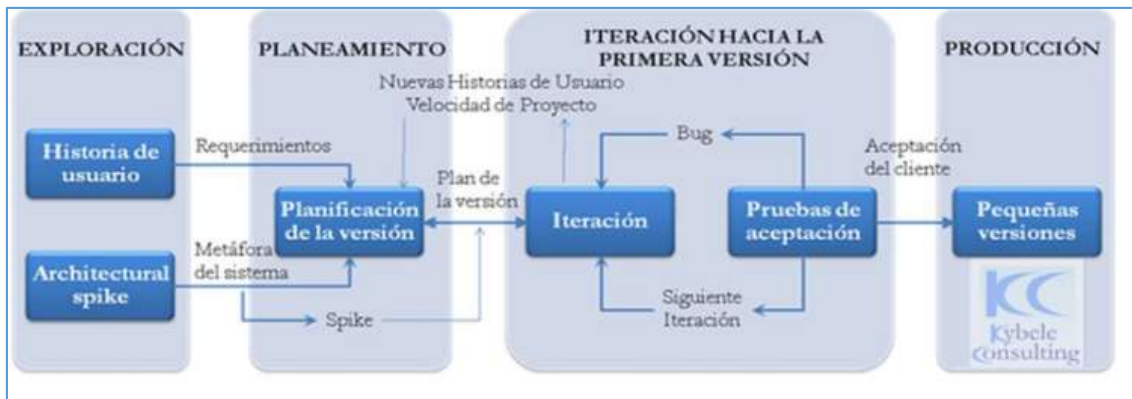 EXPLORACIÓN
PLANEAMIENTO
ITERACIÓN HACIA LA
PRIMERA VERSIÓN
PRODUCCIÓN
Nuevas Historias de Usuario
Velocidad de Proyecto
Historia de
usuario
Requerimientos
Planificación
de la versión
Plan de
la versión
Iteración
Bug
Pruebas de
aceptación
Aceptación
del cliente
Pequeñas
versiones
Architectural
spike
Metáfora
del sistema
Spike
Siguiente
Iteración
KC
Kybele
Consulting